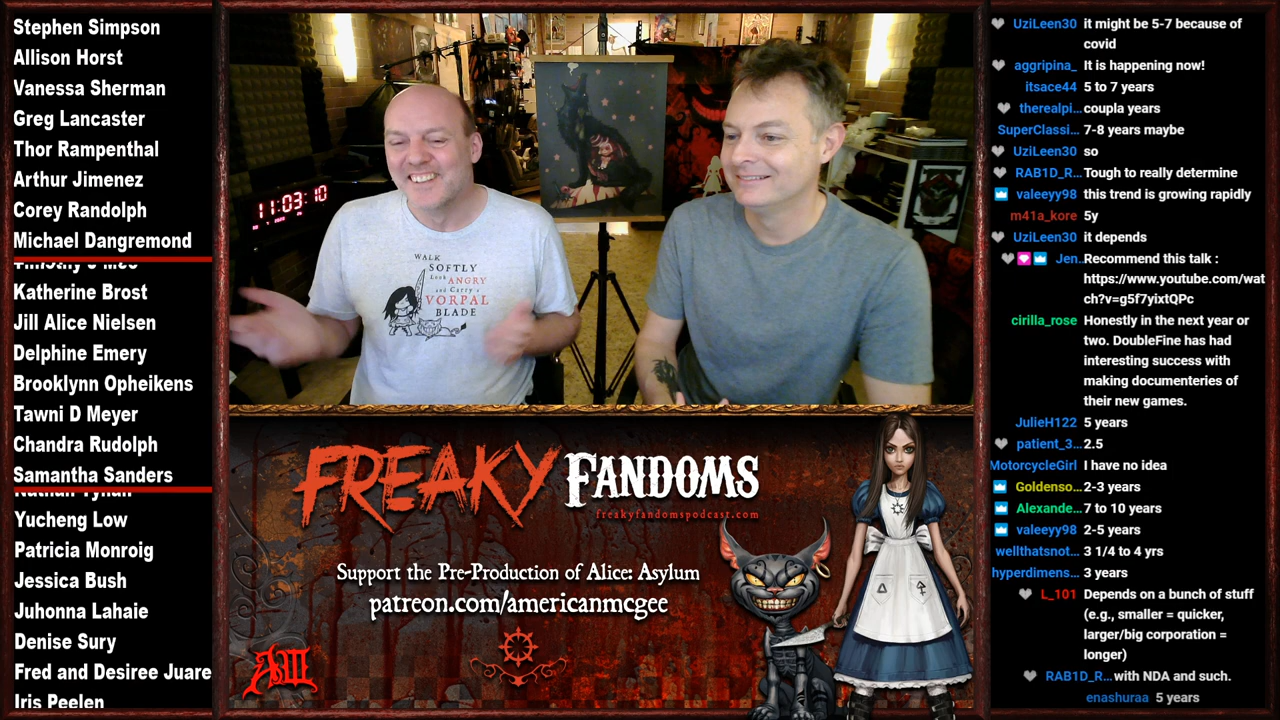 Stephen Simpson
Allison Horst
Vanessa Sherman
Greg Lancaster
Thor Rampenthal
Arthur Jimenez
Corey Randolph
Michael Dangremond
Katherine Brost
Jill Alice Nielsen
Delphine Emery
Brooklynn Opheikens
Tawni D Meyer
Chandra Rudolph
Samantha Sanders
Yucheng Low
Patricia Monroig
Jessica Bush
Juhonna Lahaie
Denise Sury
Fred and Desiree Juare
Iris Peelen
11:03:10
WALK
SOFTLY
Look ANGRY
and Carry a
VORPAL
BLADE
FREAKY FANDOMS
freakyfandomspodcast.com
Support the Pre-Production of Alice: Asylum
patreon.com/americanmcgee
UziLeen30 it might be 5-7 because of
covid
aggripina_ It is happening now!
itsace44 5 to 7 years
therealpi... coupla years
SuperClassi... 7-8 years maybe
UziLeen30 so
RAB1D_R... Tough to really determine
valeeyy98 this trend is growing rapidly
m41a_kore 5y
UziLeen30 it depends
Jen... Recommend this talk :
https://www.youtube.com/wat
ch?v=g5f7yixtQPc
cirilla_rose Honestly in the next year or
two. DoubleFine has had
interesting success with
making documenteries of
their new games.
JulieH122 5 years
patient_3... 2.5
MotorcycleGirl I have no idea
Goldenso... 2-3 years
Alexande... 7 to 10 years
valeeyy98 2-5 years
wellthatsnot... 3 1/4 to 4 yrs
hyperdimens... 3 years
L_101 Depends on a bunch of stuff
(e.g., smaller = quicker,
larger/big corporation =
longer)
RAB1D_R... with NDA and such.
enashuraa 5 years